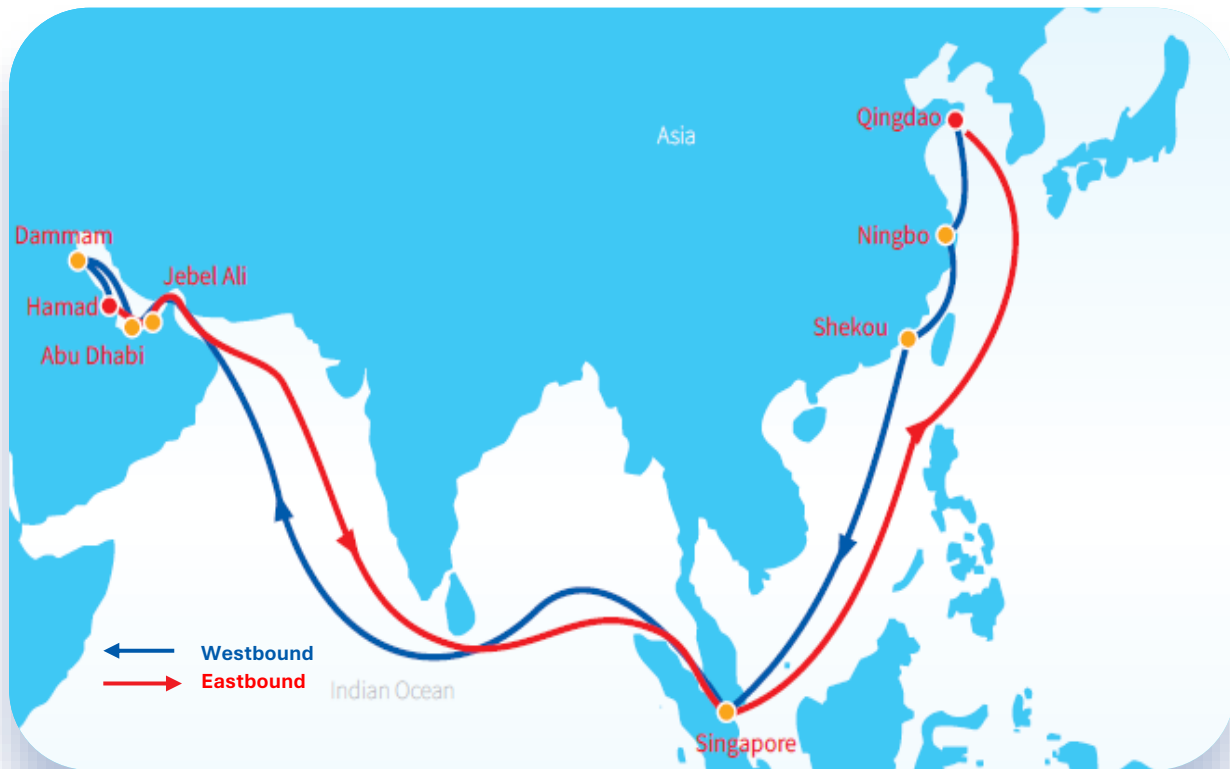 Asia
Qingdao
Dammam
Ningbo
Jebel Ali
Hamad
Shekou
Abu Dhabi
Westbound
Eastbound
Indian Ocean
Singapore